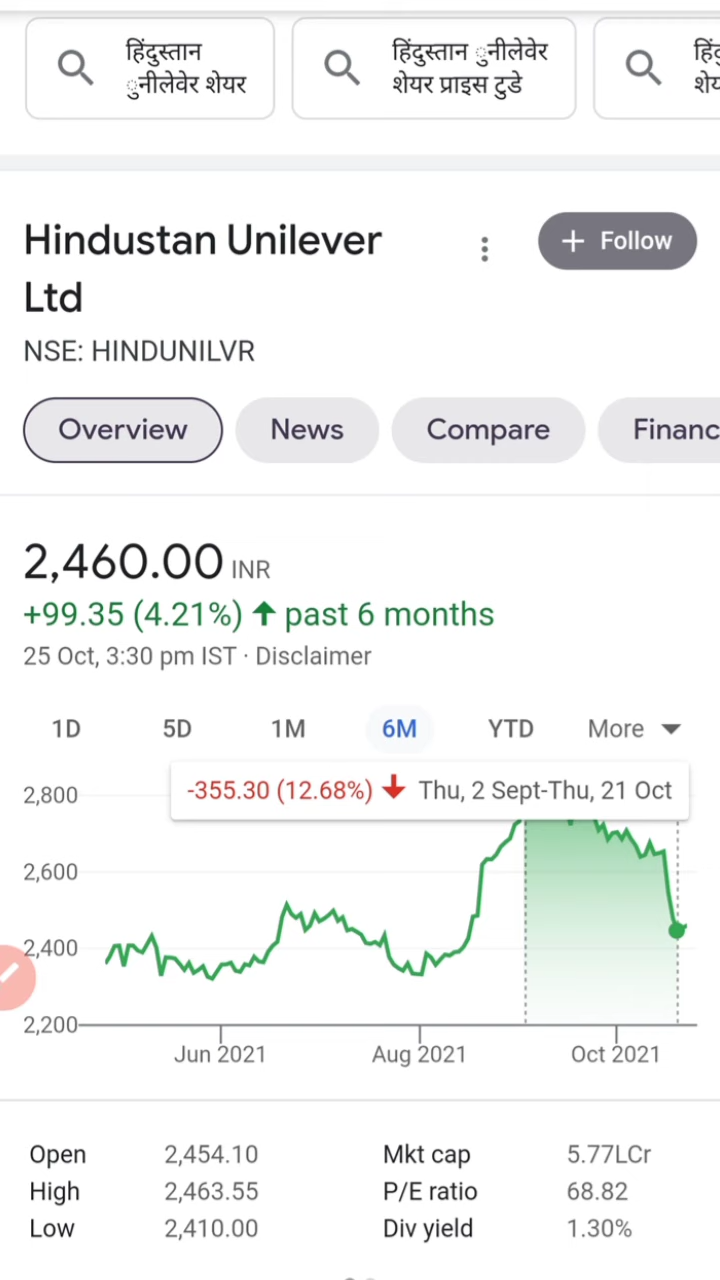 हिंदुस्तान
ुनीलेवेर शेयर
हिंदुस्तान ुनीलेवेर
शेयर प्राइस टुडे
Hindustan Unilever
Ltd
+ Follow
NSE: HINDUNILVR
Overview
News
Compare
Financ
2,460.00 INR
+99.35 (4.21%) ↑ past 6 months
25 Oct, 3:30 pm IST · Disclaimer
1D 5D 1M 6M YTD More
-355.30 (12.68%) ↓ Thu, 2 Sept-Thu, 21 Oct
2,800
2,600
2,400
2,200
Jun 2021 Aug 2021 Oct 2021
Open 2,454.10 Mkt cap 5.77LCr
High 2,463.55 P/E ratio 68.82
Low 2,410.00 Div yield 1.30%